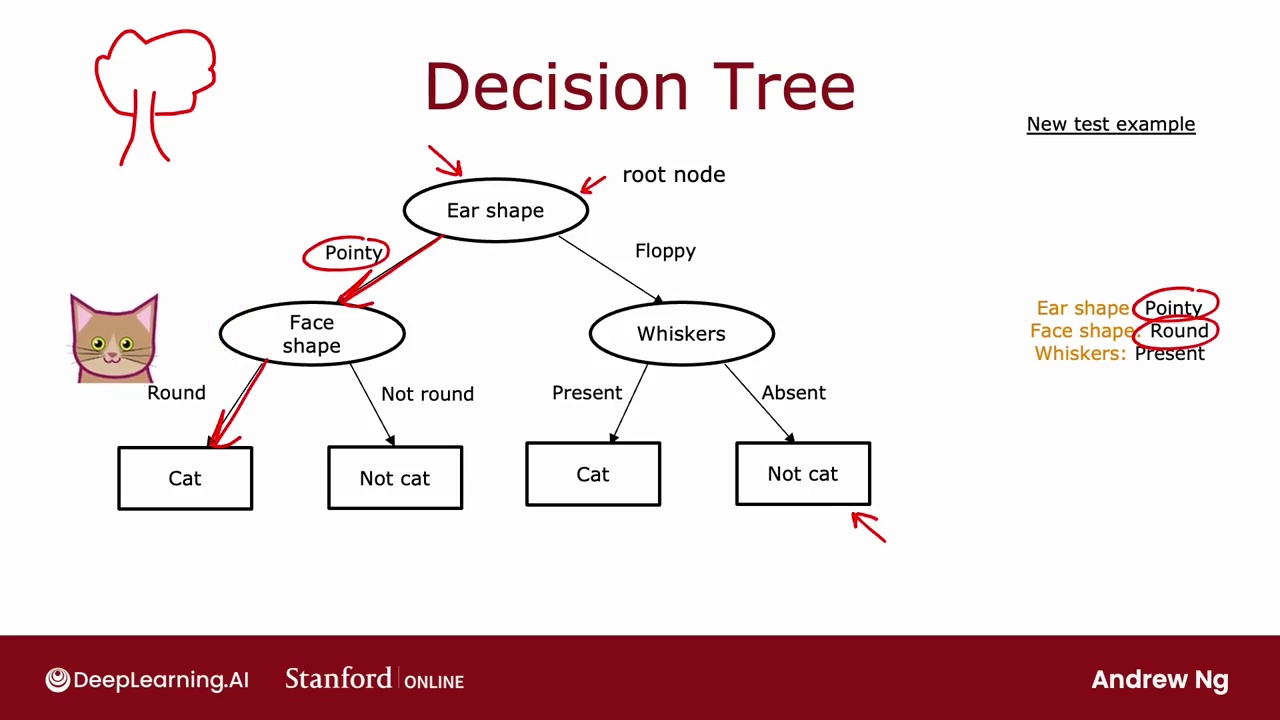 Decision Tree
New test example
root node
Ear shape
Pointy
Floppy
Face
shape
Whiskers
Ear shape: Pointy
Face shape: Round
Whiskers: Present
Round
Not round
Present
Absent
Cat
Not cat
Cat
Not cat
DeepLearning.AI
Stanford ONLINE
Andrew Ng